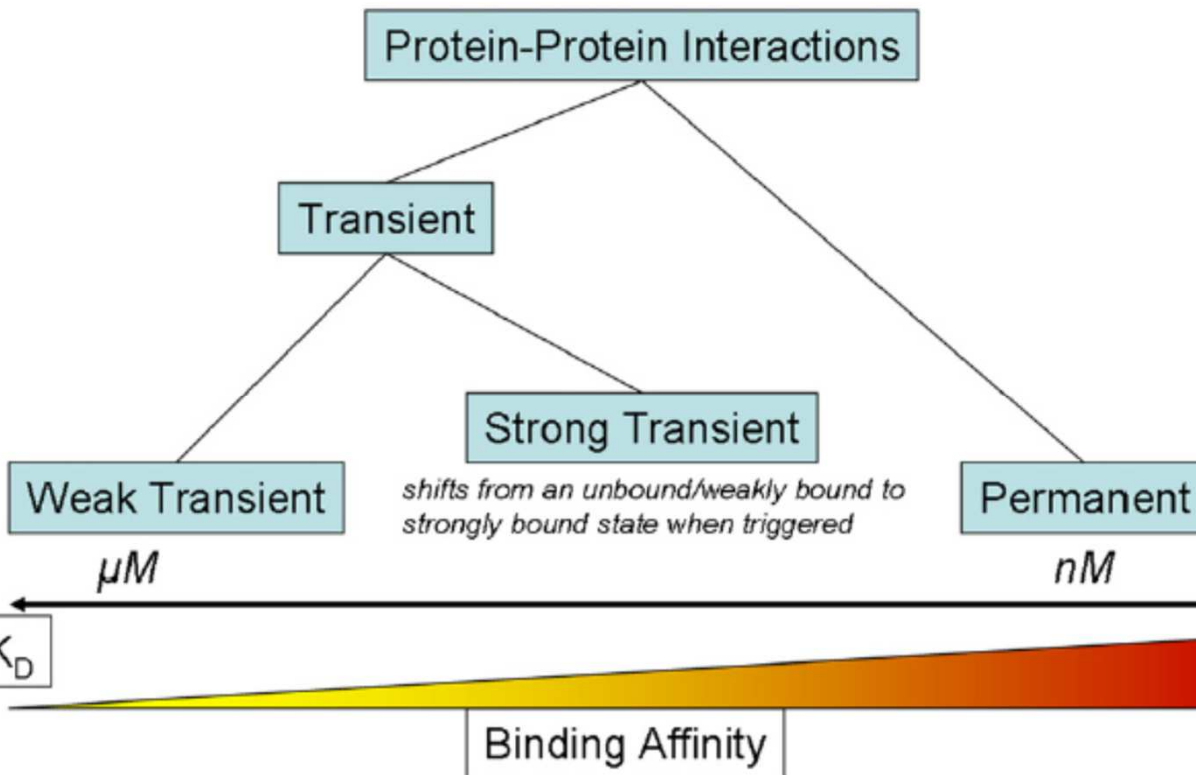 Protein-Protein Interactions
Transient
Strong Transient
shifts from an unbound/weakly bound to
strongly bound state when triggered
Weak Transient
Permanent
µM
nM
KD
Binding Affinity